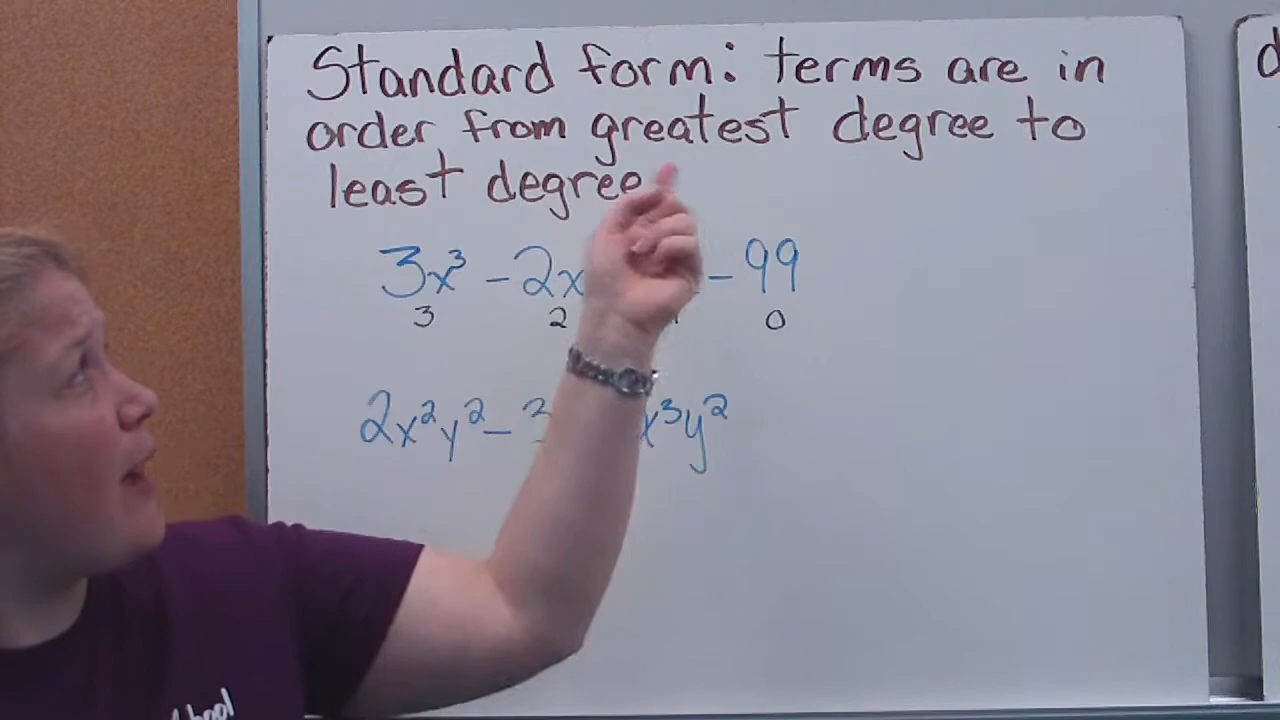 Standard form: terms are in
order from greatest degree to
least degree
3x³ - 2x - 99
3 2 0
2x²y² - x³y²